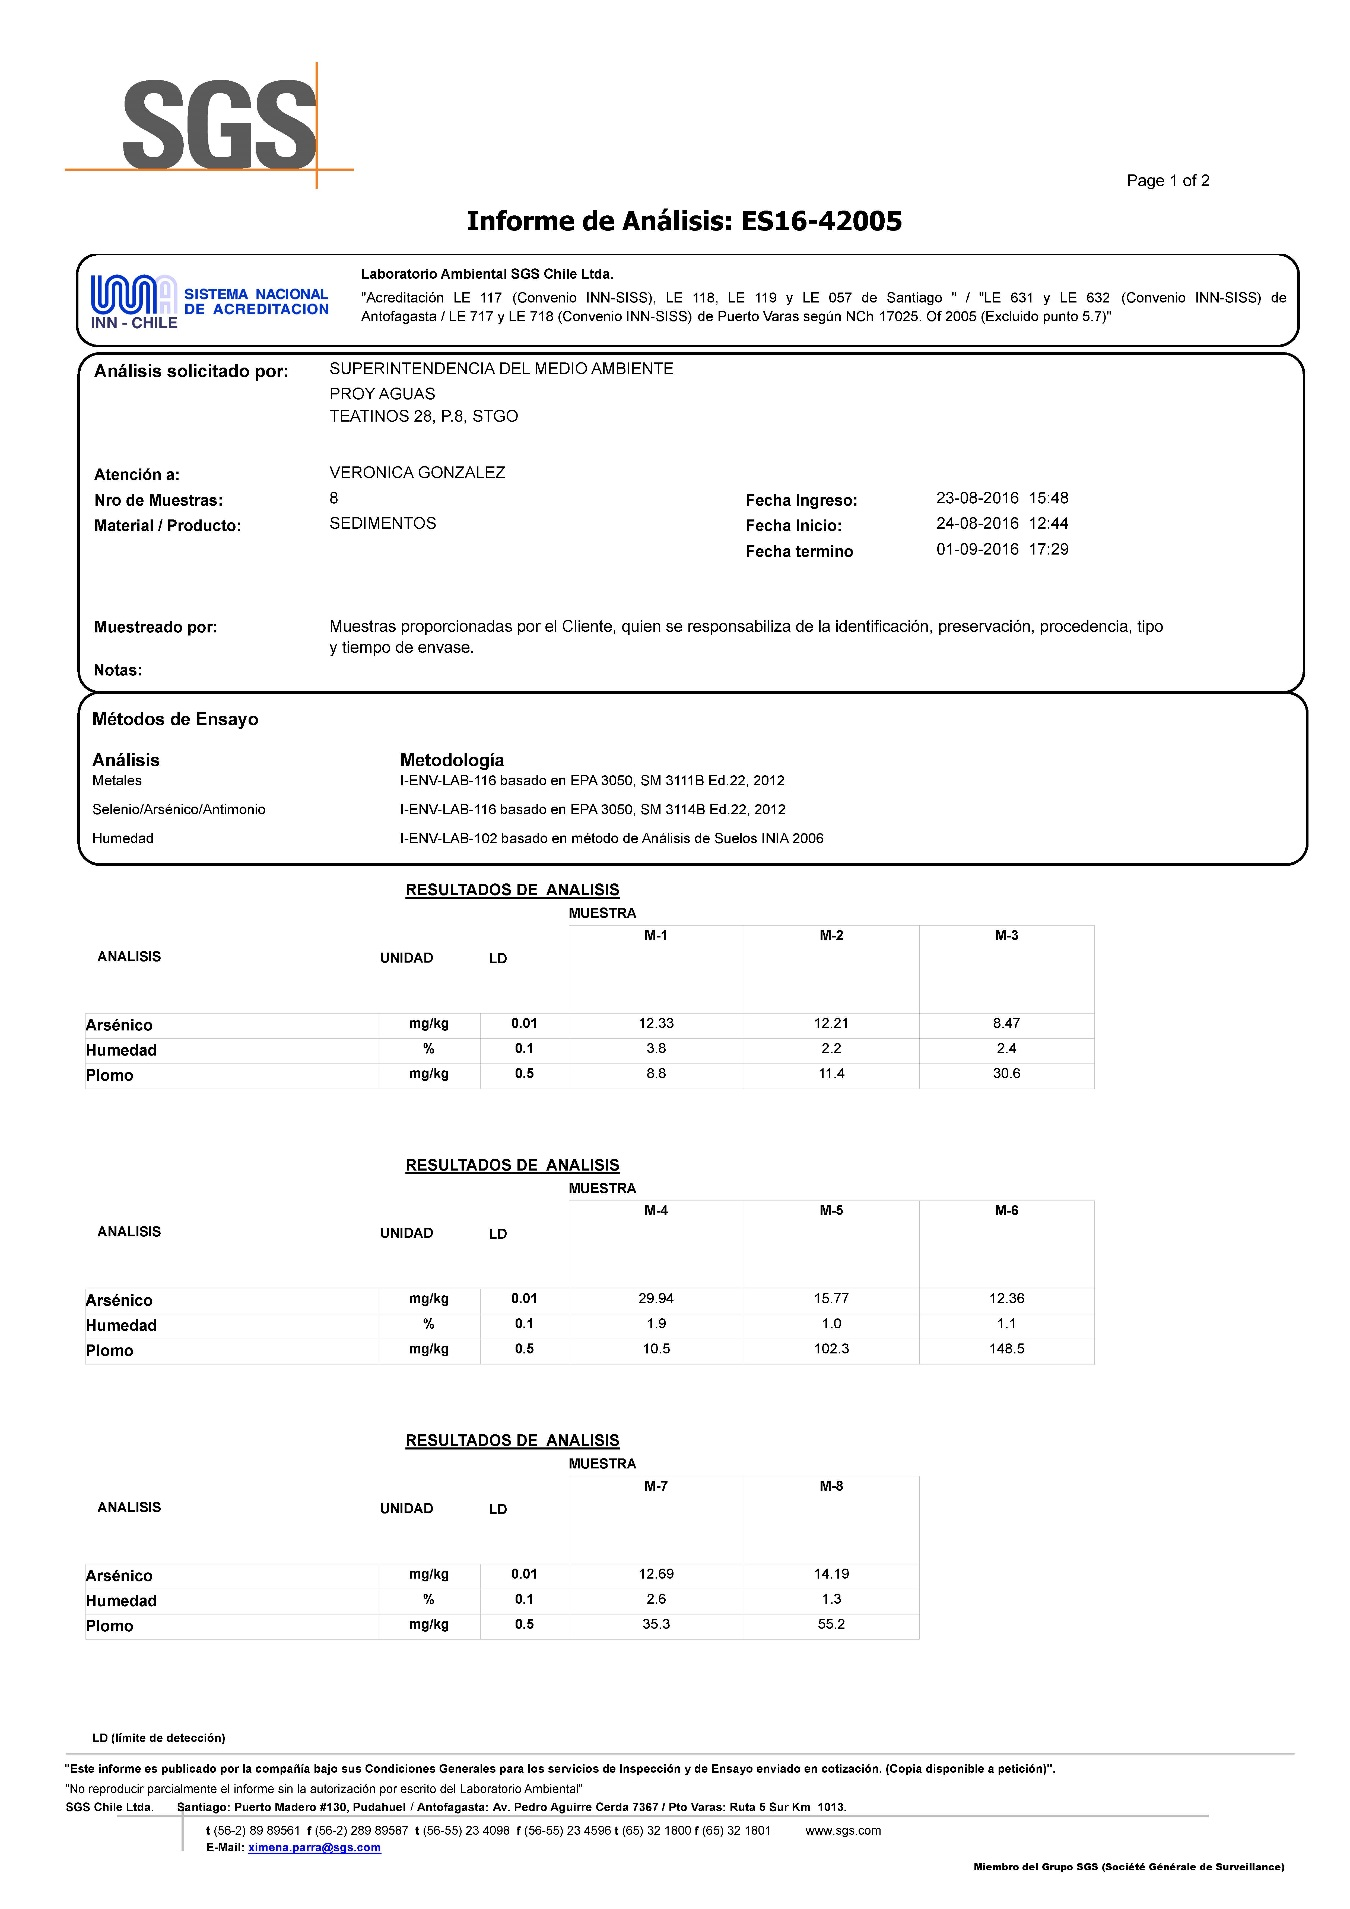 SGS
Page 1 of 2
Informe de Análisis: ES16-42005
INN - CHILE
SISTEMA NACIONAL
DE ACREDITACION
Laboratorio Ambiental SGS Chile Ltda.
"Acreditación LE 117 (Convenio INN-SISS), LE 118, LE 119 y LE 057 de Santiago " / "LE 631 y LE 632 (Convenio INN-SISS) de
Antofagasta / LE 717 y LE 718 (Convenio INN-SISS) de Puerto Varas según NCh 17025. Of 2005 (Excluido punto 5.7)"
Análisis solicitado por: SUPERINTENDENCIA DEL MEDIO AMBIENTE
PROY AGUAS
TEATINOS 28, P.8, STGO
Atención a: VERONICA GONZALEZ
Nro de Muestras: 8 Fecha Ingreso: 23-08-2016 15:48
Material / Producto: SEDIMENTOS Fecha Inicio: 24-08-2016 12:44
Fecha termino 01-09-2016 17:29
Muestreado por: Muestras proporcionadas por el Cliente, quien se responsabiliza de la identificación, preservación, procedencia, tipo
y tiempo de envase.
Notas:
Métodos de Ensayo
Análisis Metodología
Metales I-ENV-LAB-116 basado en EPA 3050, SM 3111B Ed.22, 2012
Selenio/Arsénico/Antimonio I-ENV-LAB-116 basado en EPA 3050, SM 3114B Ed.22, 2012
Humedad I-ENV-LAB-102 basado en método de Análisis de Suelos INIA 2006
RESULTADOS DE ANALISIS
MUESTRA
M-1 M-2 M-3
ANALISIS UNIDAD LD
Arsénico mg/kg 0.01 12.33 12.21 8.47
Humedad % 0.1 3.8 2.2 2.4
Plomo mg/kg 0.5 8.8 11.4 30.6
RESULTADOS DE ANALISIS
MUESTRA
M-4 M-5 M-6
ANALISIS UNIDAD LD
Arsénico mg/kg 0.01 29.94 15.77 12.36
Humedad % 0.1 1.9 1.0 1.1
Plomo mg/kg 0.5 10.5 102.3 148.5
RESULTADOS DE ANALISIS
MUESTRA
M-7 M-8
ANALISIS UNIDAD LD
Arsénico mg/kg 0.01 12.69 14.19
Humedad % 0.1 2.6 1.3
Plomo mg/kg 0.5 35.3 55.2
LD (límite de detección)
"Este informe es publicado por la compañía bajo sus Condiciones Generales para los servicios de Inspección y de Ensayo enviado en cotización. (Copia disponible a petición)".
"No reproducir parcialmente el informe sin la autorización por escrito del Laboratorio Ambiental"
SGS Chile Ltda. Santiago: Puerto Madero #130, Pudahuel / Antofagasta: Av. Pedro Aguirre Cerda 7367 / Pto Varas: Ruta 5 Sur Km 1013.
t (56-2) 89 89561 f (56-2) 289 89587 t (56-55) 23 4098 f (56-55) 23 4596 t (65) 32 1800 f (65) 32 1801 www.sgs.com
E-Mail: ximena.parra@sgs.com
Miembro del Grupo SGS (Société Générale de Surveillance)